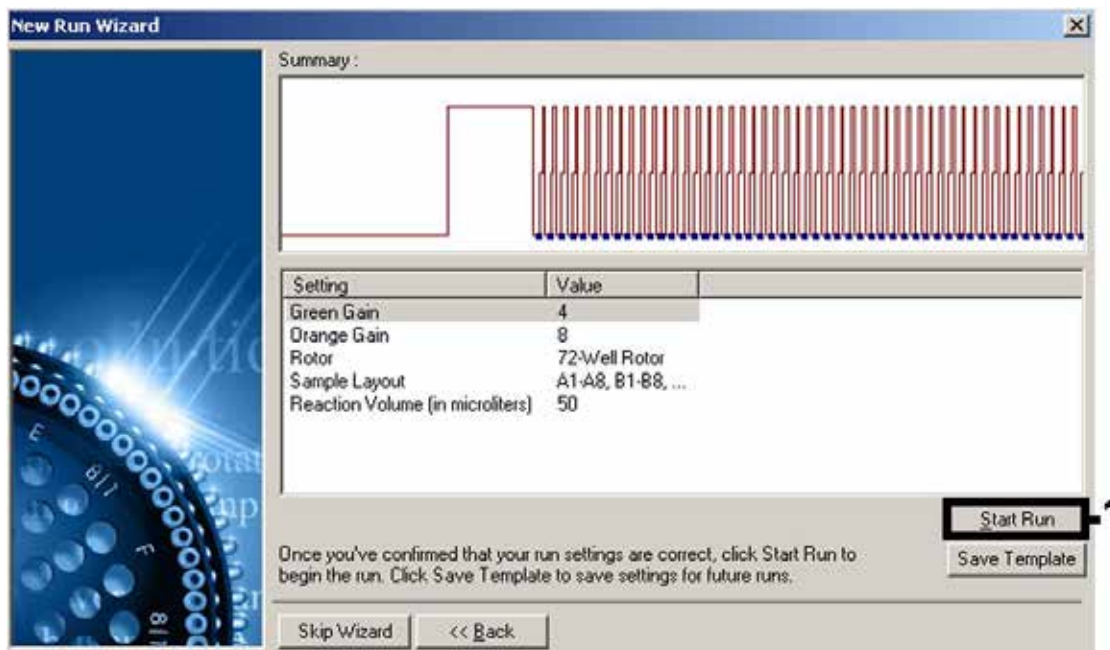 New Run Wizard
Summary :
Setting Value
Green Gain 4
Orange Gain 8
Rotor 72-Well Rotor
Sample Layout A1-A8, B1-B8, ...
Reaction Volume (in microliters) 50
Start Run
Once you've confirmed that your run settings are correct, click Start Run to
begin the run. Click Save Template to save settings for future runs.
Save Template
Skip Wizard << Back
E
8/7
F
8/